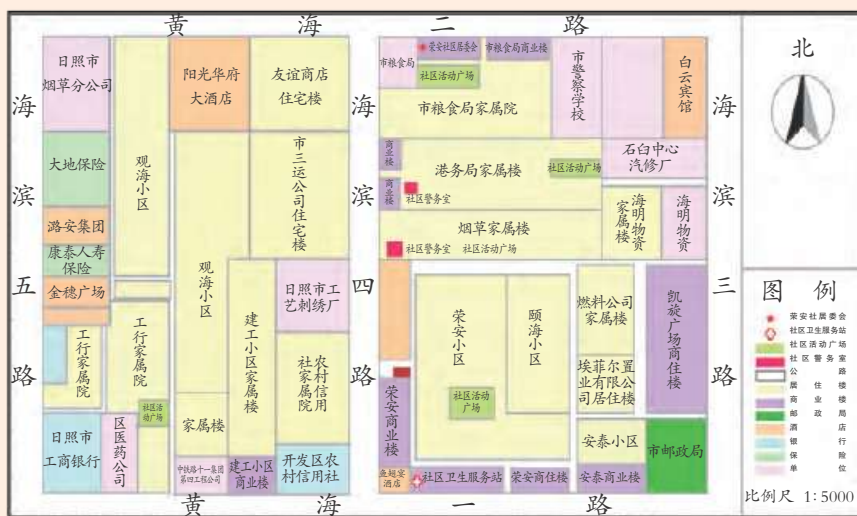 黄海二路
海滨五路
海滨四路
海滨三路
黄海一路
日照市
烟草分公司
大地保险
潞安集团
康泰人寿
保险
金穗广场
工行家属院
工行家属院
日照市
工商银行
区医药公司
社区活
动广场
观海小区
阳光华府
大酒店
友谊商店
住宅楼
市三运公司住宅楼
观海小区
建工小区家属楼
日照市工
艺刺绣厂
农村信用
社家属院
家属楼
中铁路十一集团
第四工程公司
建工小区
商业楼
开发区农
村信用社
市粮食局
荣安社区居委会
社区活动广场
市粮食局商业楼
市粮食局家属院
市警察学校
白云宾馆
商业楼
商业楼
港务局家属楼
社区警务室
社区活动广场
石臼中心
汽修厂
烟草家属楼
社区警务室
社区活动广场
海明物资
家属楼
海明物资
荣安小区
社区活动
广场
颐海小区
燃料公司
家属楼
埃菲尔置
业有限公
司居住楼
凯旋广场商住楼
荣安商业楼
安泰小区
市邮政局
鱼翅宴
酒店
社区卫生服务站
荣安商住楼
安泰商业楼
北
图例
荣安社居委会
社区卫生服务站
社区活动广场
社区警务室
公路
居住楼
商业楼
邮政局
酒店
银行
保险
单位
比例尺 1:5000